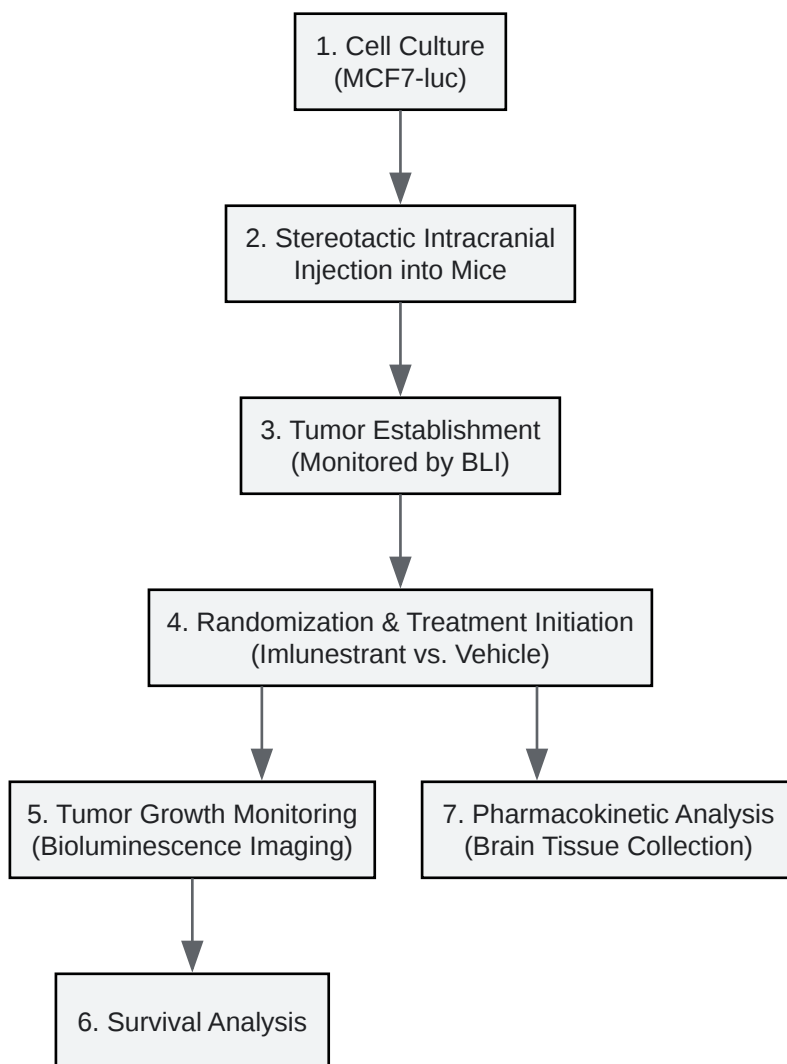 1. Cell Culture
(MCF7-luc)
2. Stereotactic Intracranial
Injection into Mice
3. Tumor Establishment
(Monitored by BLI)
4. Randomization & Treatment Initiation
(Imlunestrant vs. Vehicle)
5. Tumor Growth Monitoring
(Bioluminescence Imaging)
7. Pharmacokinetic Analysis
(Brain Tissue Collection)
6. Survival Analysis